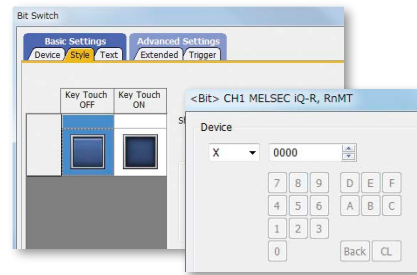 Bit Switch
Basic Settings Advanced Settings
Device Style Text Extended Trigger
Key Touch OFF Key Touch ON
<Bit> CH1 MELSEC iQ-R, RnMT
Device
X 0000
7 8 9 D E F
4 5 6 A B C
1 2 3
0 Back CL